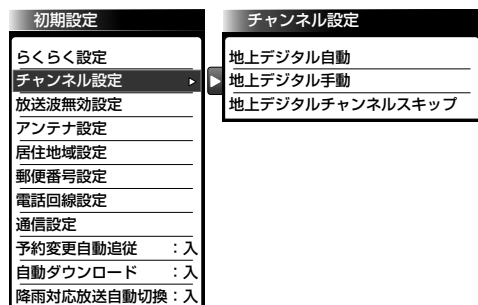 初期設定
らくらく設定
チャンネル設定
放送波無効設定
アンテナ設定
居住地域設定
郵便番号設定
電話回線設定
通信設定
予約変更自動追従 ：入
自動ダウンロード ：入
降雨対応放送自動切換：入
チャンネル設定
地上デジタル自動
地上デジタル手動
地上デジタルチャンネルスキップ